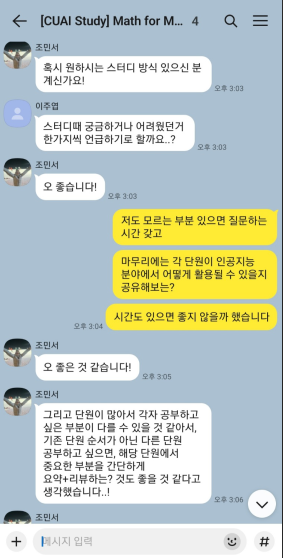 [CUAI Study] Math for M... 4
조민서
혹시 원하시는 스터디 방식 있으신 분
계신가요!
오후 3:03
이주엽
스터디때 궁금하거나 어려웠던거
한가지씩 언급하기로 할까요..?
오후 3:03
조민서
오 좋습니다!
오후 3:03
저도 모르는 부분 있으면 질문하는
시간 갖고
마무리에는 각 단원이 인공지능
분야에서 어떻게 활용될 수 있을지
공유해보는?
시간도 있으면 좋지 않을까 했습니다
오후 3:04
조민서
오 좋은 것 같습니다!
오후 3:05
조민서
그리고 단원이 많아서 각자 공부하고
싶은 부분이 다를 수 있을 것 같아서,
기존 단원 순서가 아닌 다른 단원
공부하고 싶으면, 해당 단원에서
중요한 부분을 간단하게
요약+리뷰하는? 것도 좋을 것 같다고
생각했습니다..!
오후 3:06
조민서
메시지 입력